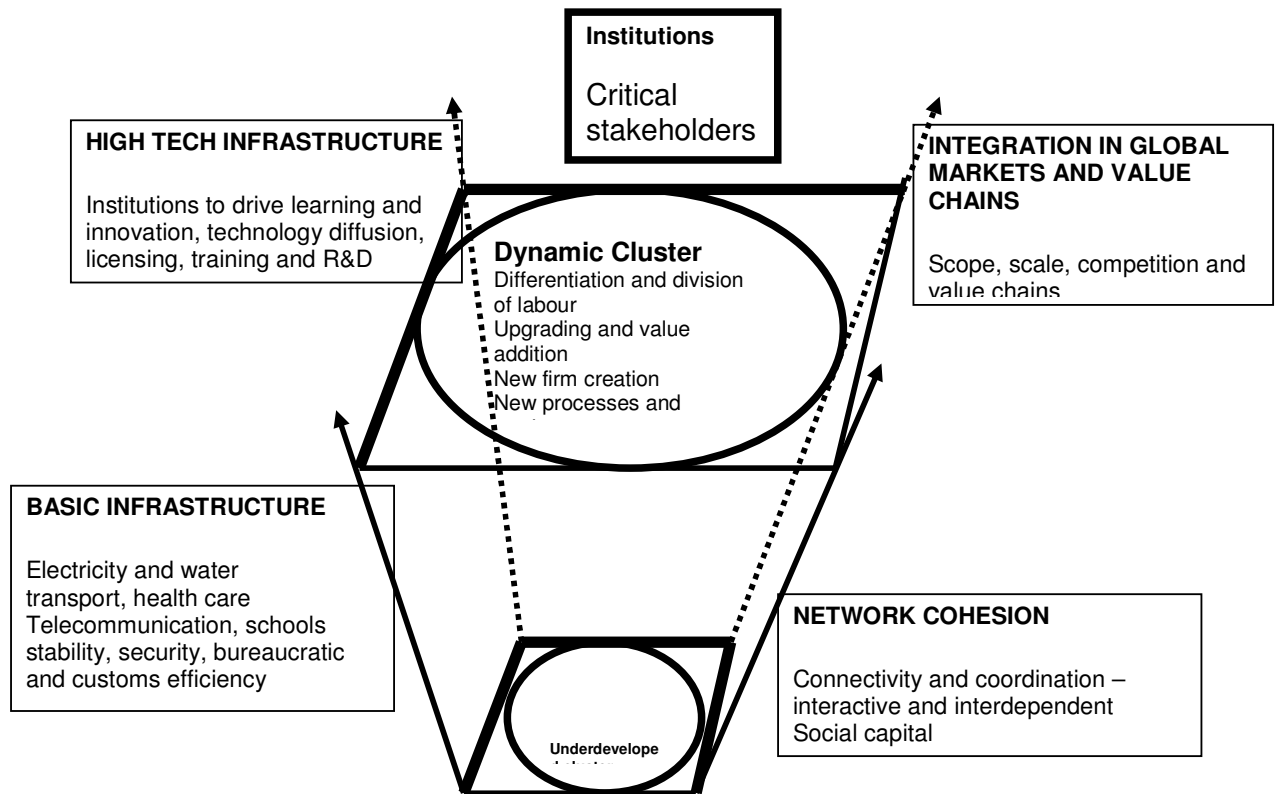 Institutions
Critical
stakeholders
HIGH TECH INFRASTRUCTURE
Institutions to drive learning and
innovation, technology diffusion,
licensing, training and R&D
INTEGRATION IN GLOBAL
MARKETS AND VALUE
CHAINS
Scope, scale, competition and
value chains
Dynamic Cluster
Differentiation and division
of labour
Upgrading and value
addition
New firm creation
New processes and
BASIC INFRASTRUCTURE
Electricity and water
transport, health care
Telecommunication, schools
stability, security, bureaucratic
and customs efficiency
NETWORK COHESION
Connectivity and coordination –
interactive and interdependent
Social capital
Underdevelope